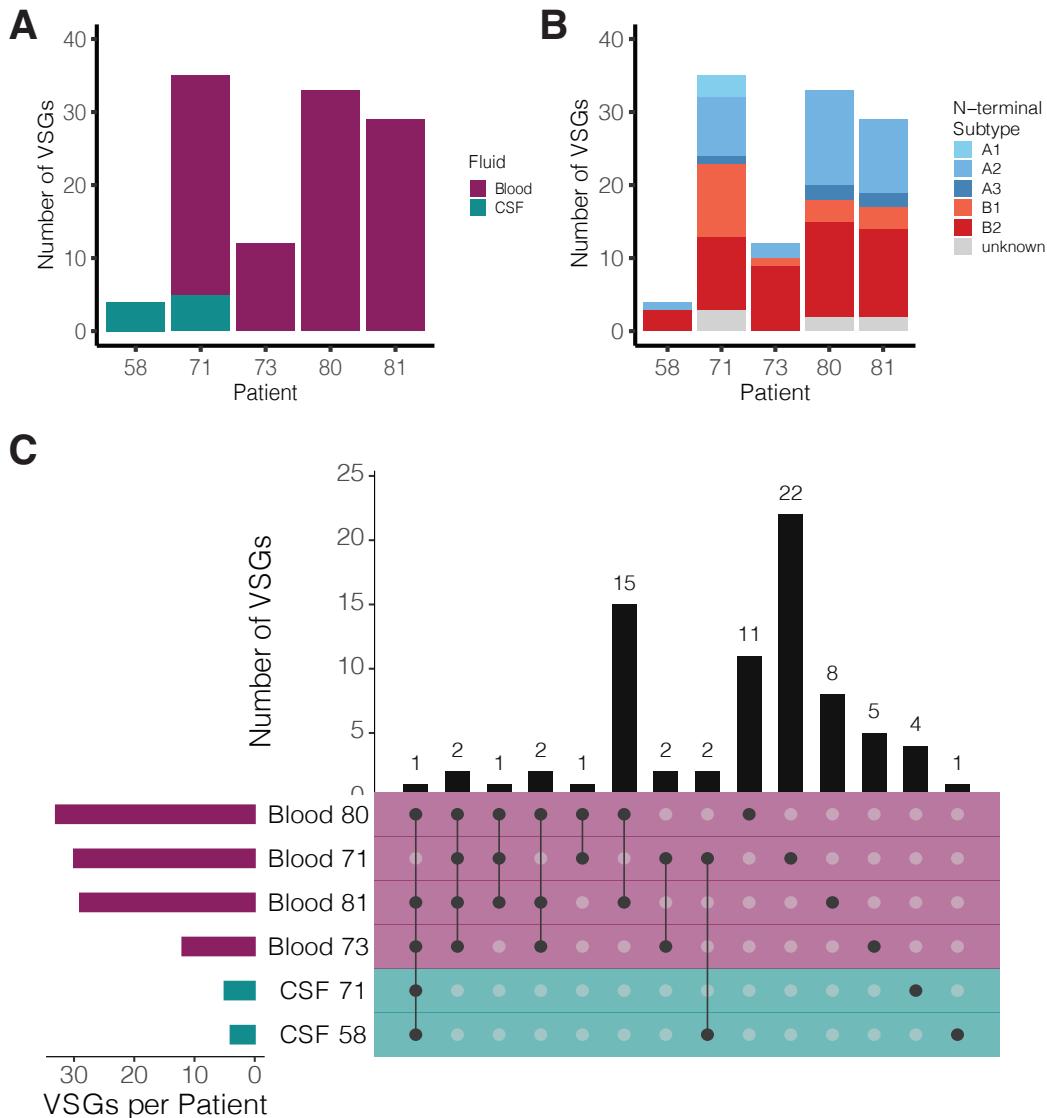 A
Number of VSGs
40
30
20
10
0
58 71 73 80 81
Patient
Fluid
Blood
CSF
B
Number of VSGs
40
30
20
10
0
58 71 73 80 81
Patient
N-terminal
Subtype
A1
A2
A3
B1
B2
unknown
C
Number of VSGs
25
20
15
10
5
0
1 2 1 2 1 15 2 2 11 22 8 5 4 1
Blood 80
Blood 71
Blood 81
Blood 73
CSF 71
CSF 58
30 20 10 0
VSGs per Patient